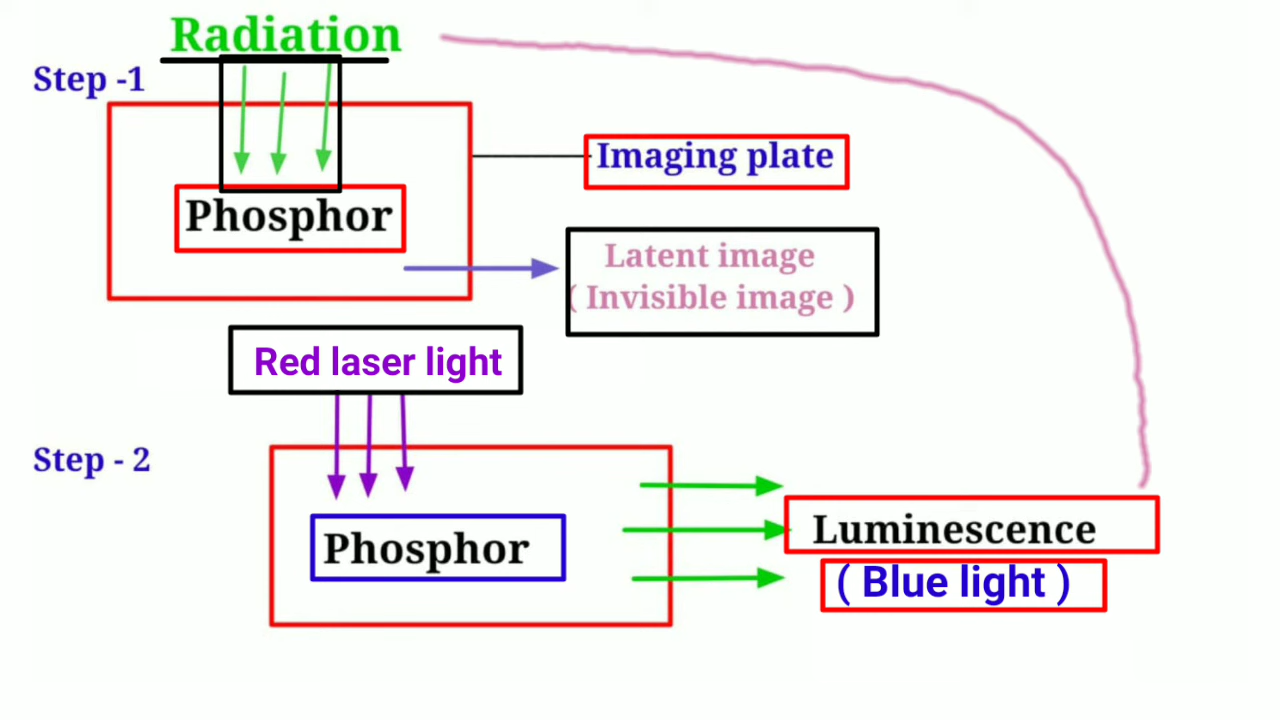 Radiation
Step -1
Imaging plate
Phosphor
Latent image
( Invisible image )
Red laser light
Step - 2
Luminescence
Phosphor
( Blue light )